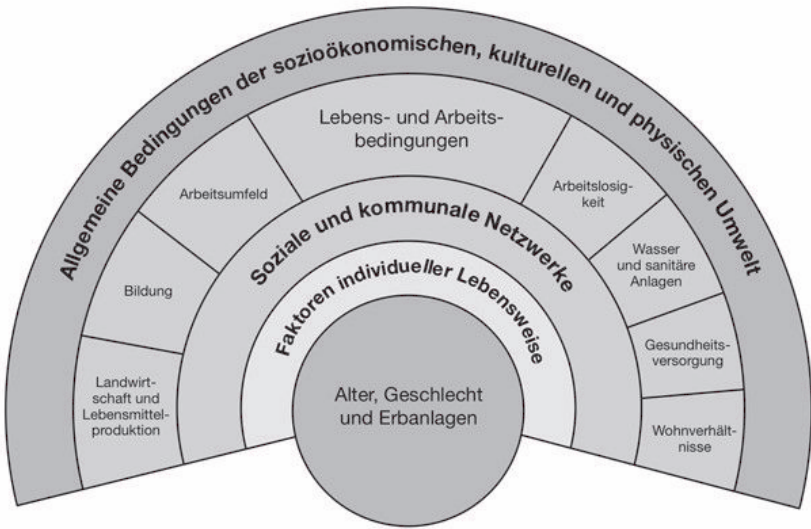 Allgemeine Bedingungen der sozioökonomischen, kulturellen und physischen Umwelt
Lebens- und Arbeits-
bedingungen
Arbeitsumfeld
Arbeitslosig-
keit
Bildung
Wasser
und sanitäre
Anlagen
Landwirt-
schaft und
Lebensmittel-
produktion
Gesundheits-
versorgung
Wohnverhält-
nisse
Soziale und kommunale Netzwerke
Faktoren individueller Lebensweise
Alter, Geschlecht
und Erbanlagen